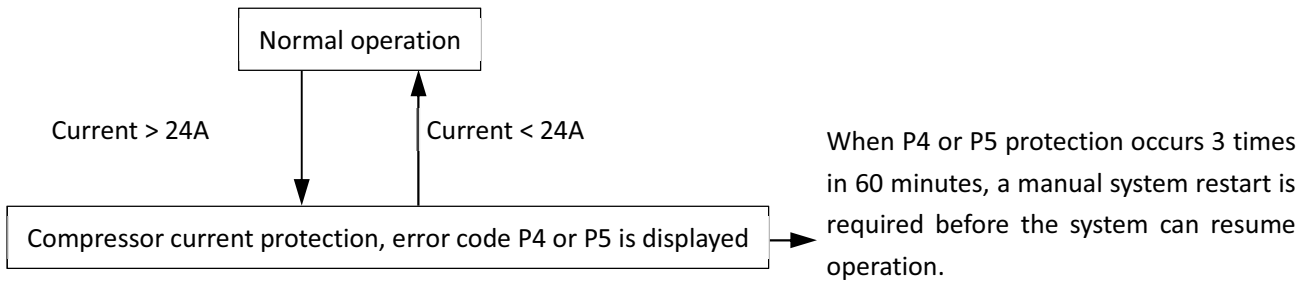 Normal operation
Current > 24A
Current < 24A
When P4 or P5 protection occurs 3 times
in 60 minutes, a manual system restart is
required before the system can resume
operation.
Compressor current protection, error code P4 or P5 is displayed